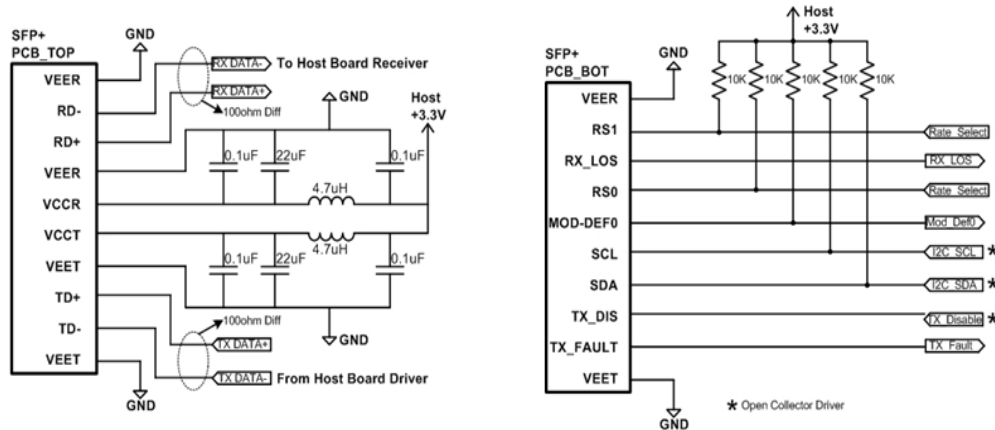 SFP+
PCB_TOP
GND
VEER
RD-
RD+
VEER
VCCR
VCCT
VEET
TD+
TD-
VEET
GND
RX DATA-
To Host Board Receiver
RX DATA+
100ohm Diff
GND
Host
+3.3V
0.1uF
22uF
0.1uF
4.7uH
4.7uH
0.1uF
22uF
0.1uF
100ohm Diff
GND
TX DATA+
TX DATA-
From Host Board Driver
SFP+
PCB_BOT
GND
Host
+3.3V
10K
10K
10K
10K
10K
VEER
RS1
RX_LOS
RS0
MOD-DEF0
SCL
SDA
TX_DIS
TX_FAULT
VEET
GND
Rate_Select
RX_LOS
Rate_Select
Mod_Def0
I2C_SCL *
I2C_SDA *
TX_Disable *
TX_Fault
* Open Collector Driver